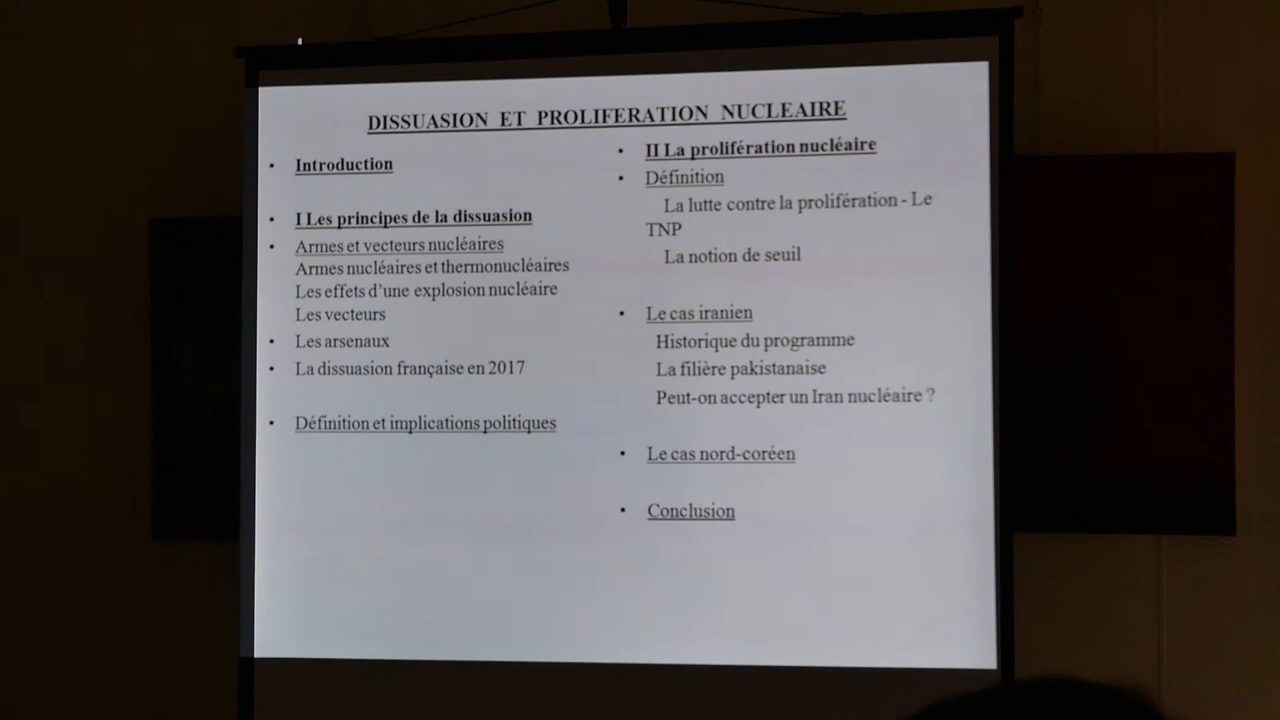 DISSUASION ET PROLIFERATION NUCLEAIRE
• Introduction
• I Les principes de la dissuasion
• Armes et vecteurs nucléaires
Armes nucléaires et thermonucléaires
Les effets d'une explosion nucléaire
Les vecteurs
• Les arsenaux
• La dissuasion française en 2017
• Définition et implications politiques
• II La prolifération nucléaire
• Définition
La lutte contre la prolifération - Le
TNP
La notion de seuil
• Le cas iranien
Historique du programme
La filière pakistanaise
Peut-on accepter un Iran nucléaire ?
• Le cas nord-coréen
• Conclusion